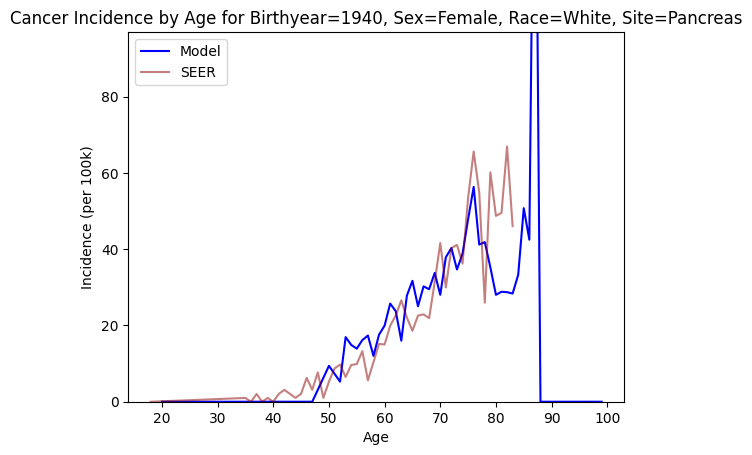 Cancer Incidence by Age for Birthyear=1940, Sex=Female, Race=White, Site=Pancreas
Model
SEER
80
60
40
20
0
Incidence (per 100k)
20 30 40 50 60 70 80 90 100
Age